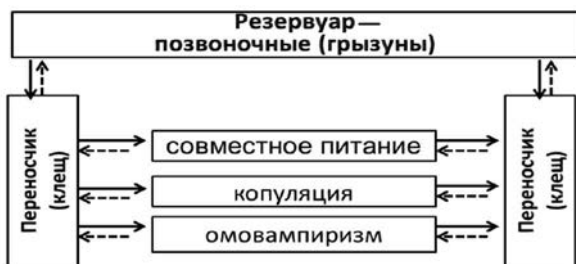 Резервуар —
позвоночные (грызуны)
Переносчик
(клещ)
совместное питание
копуляция
омовампиризм
Переносчик
(клещ)